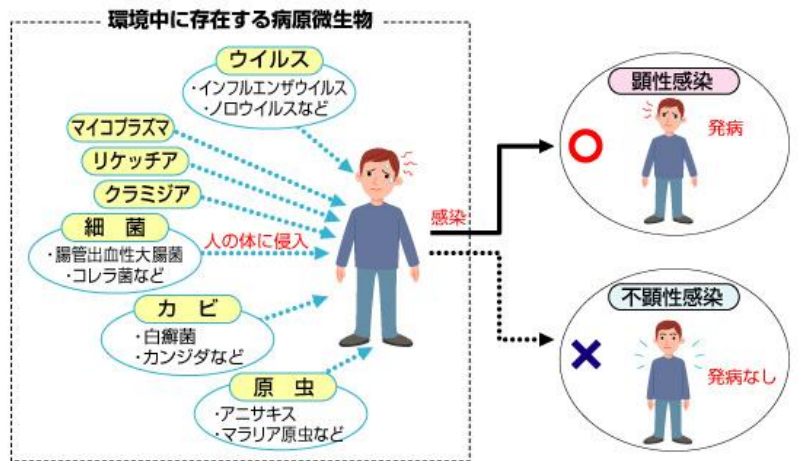 環境中に存在する病原微生物
ウイルス
・インフルエンザウイルス
・ノロウイルスなど
マイコプラズマ
リケッチア
クラミジア
細　菌
・腸管出血性大腸菌
・コレラ菌など
人の体に侵入
カ　ビ
・白癬菌
・カンジダなど
原　虫
・アニサキス
・マラリア原虫など
感染
顕性感染
発病
不顕性感染
発病なし